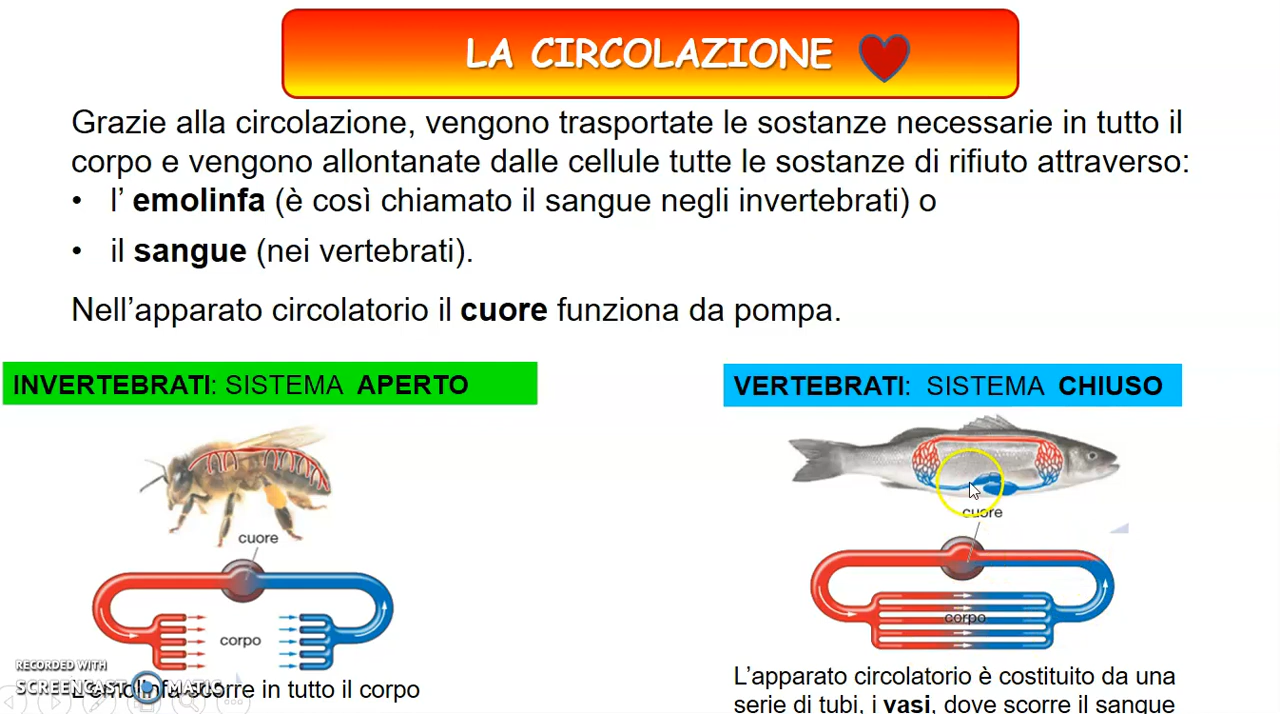 LA CIRCOLAZIONE
Grazie alla circolazione, vengono trasportate le sostanze necessarie in tutto il
corpo e vengono allontanate dalle cellule tutte le sostanze di rifiuto attraverso:
• l’ emolinfa (è così chiamato il sangue negli invertebrati) o
• il sangue (nei vertebrati).
Nell’apparato circolatorio il cuore funziona da pompa.
INVERTEBRATI: SISTEMA APERTO
cuore
corpo
RECORDED WITH
SCREENCAST MATIC
L’emolinfa scorre in tutto il corpo
VERTEBRATI: SISTEMA CHIUSO
cuore
corpo
L’apparato circolatorio è costituito da una
serie di tubi, i vasi, dove scorre il sangue